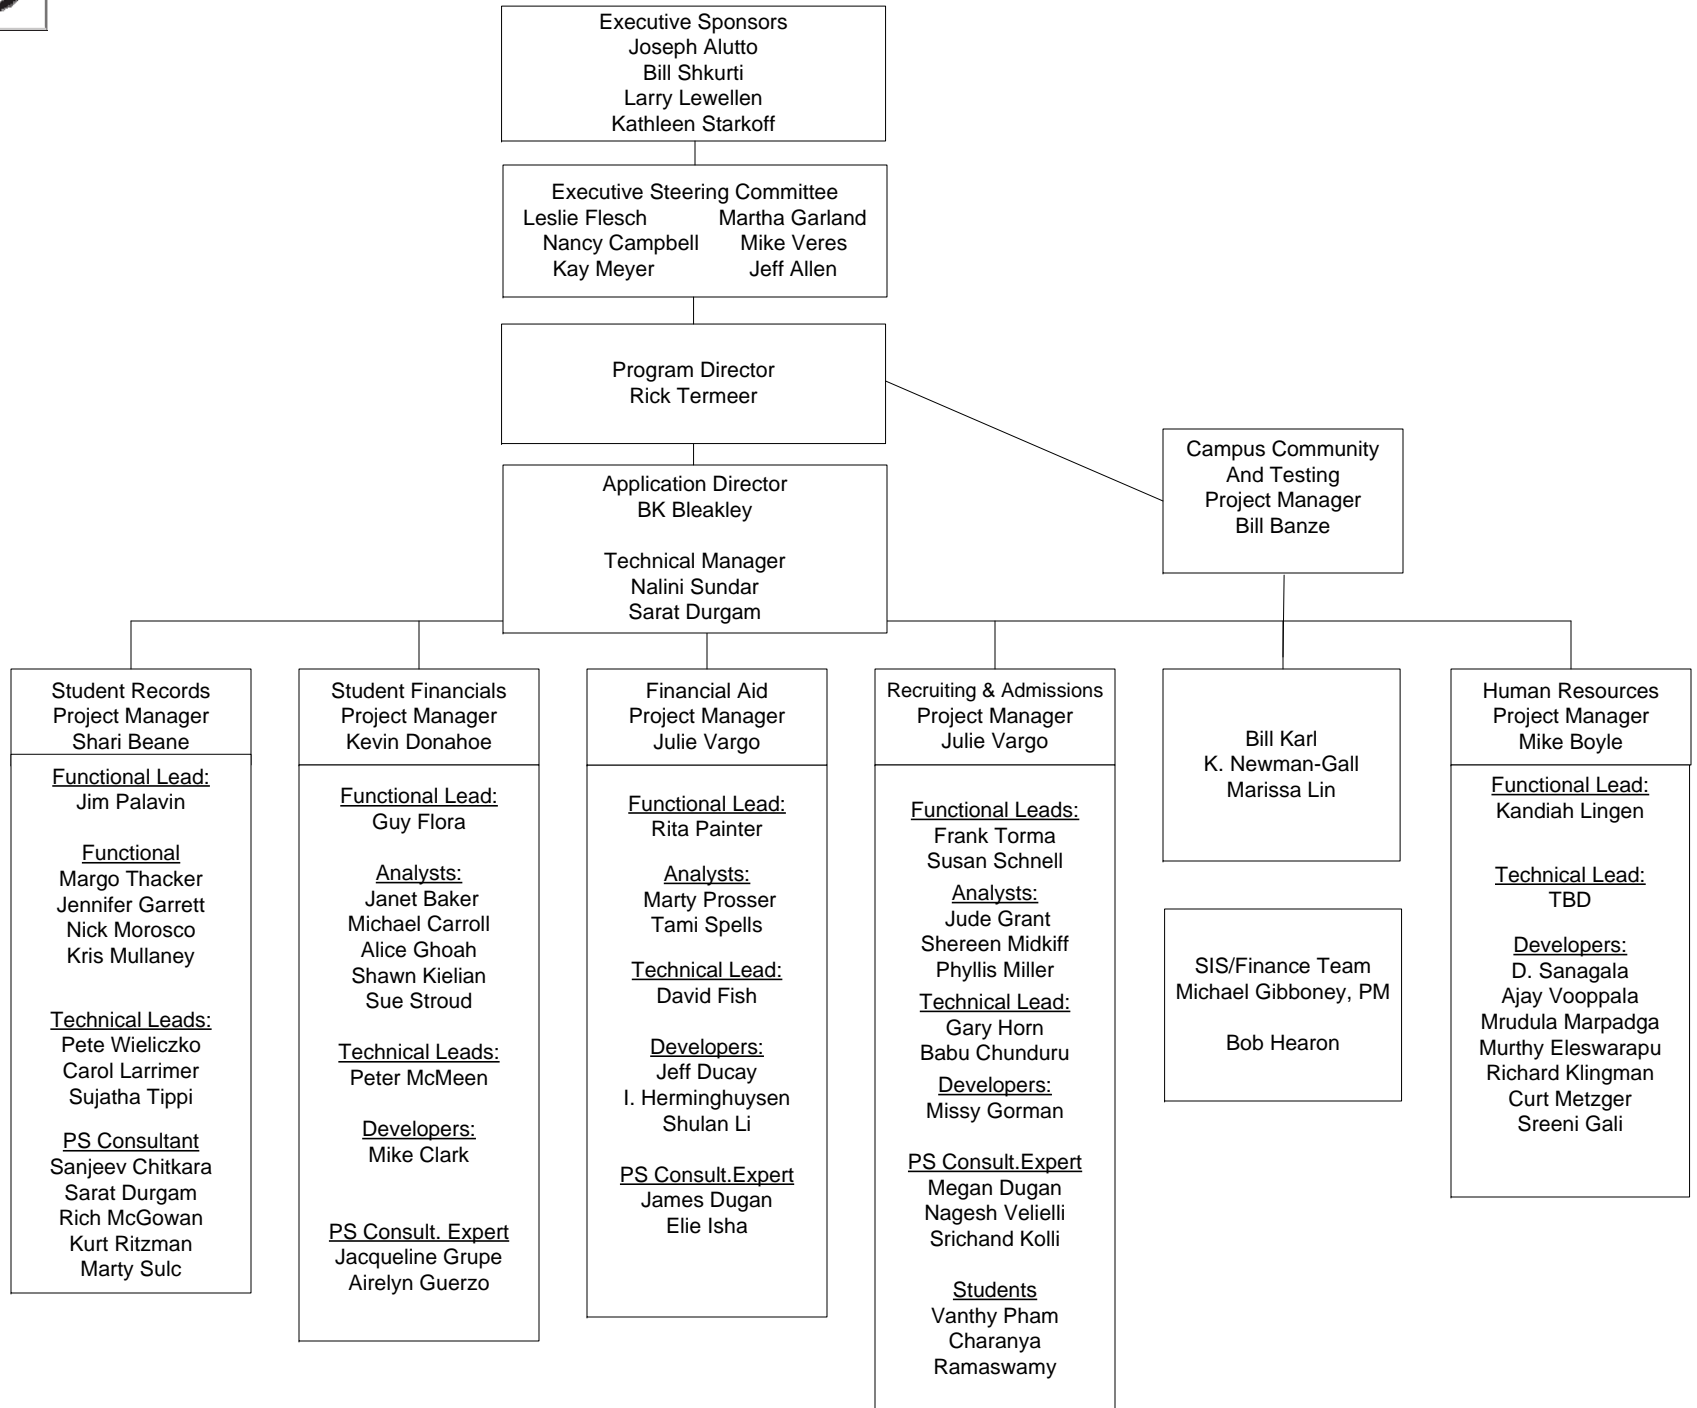 Executive Sponsors
Joseph Alutto
Bill Shkurti
Larry Lewellen
Kathleen Starkoff
Executive Steering Committee
Leslie Flesch Martha Garland
Nancy Campbell Mike Veres
Kay Meyer Jeff Allen
Program Director
Rick Termeer
Application Director
BK Bleakley
Technical Manager
Nalini Sundar
Sarat Durgam
Campus Community
And Testing
Project Manager
Bill Banze
Student Records
Project Manager
Shari Beane
Functional Lead:
Jim Palavin
Functional
Margo Thacker
Jennifer Garrett
Nick Morosco
Kris Mullaney
Technical Leads:
Pete Wieliczko
Carol Larrimer
Sujatha Tippi
PS Consultant
Sanjeev Chitkara
Sarat Durgam
Rich McGowan
Kurt Ritzman
Marty Sulc
Student Financials
Project Manager
Kevin Donahoe
Functional Lead:
Guy Flora
Analysts:
Janet Baker
Michael Carroll
Alice Ghoah
Shawn Kielian
Sue Stroud
Technical Leads:
Peter McMeen
Developers:
Mike Clark
PS Consult. Expert
Jacqueline Grupe
Airelyn Guerzo
Financial Aid
Project Manager
Julie Vargo
Functional Lead:
Rita Painter
Analysts:
Marty Prosser
Tami Spells
Technical Lead:
David Fish
Developers:
Jeff Ducay
I. Herminghuysen
Shulan Li
PS Consult.Expert
James Dugan
Elie Isha
Recruiting & Admissions
Project Manager
Julie Vargo
Functional Leads:
Frank Torma
Susan Schnell
Analysts:
Jude Grant
Shereen Midkiff
Phyllis Miller
Technical Lead:
Gary Horn
Babu Chunduru
Developers:
Missy Gorman
PS Consult.Expert
Megan Dugan
Nagesh Velielli
Srichand Kolli
Students
Vanthy Pham
Charanya
Ramaswamy
Bill Karl
K. Newman-Gall
Marissa Lin
SIS/Finance Team
Michael Gibboney, PM
Bob Hearon
Human Resources
Project Manager
Mike Boyle
Functional Lead:
Kandiah Lingen
Technical Lead:
TBD
Developers:
D. Sanagala
Ajay Vooppala
Mrudula Marpadga
Murthy Eleswarapu
Richard Klingman
Curt Metzger
Sreeni Gali